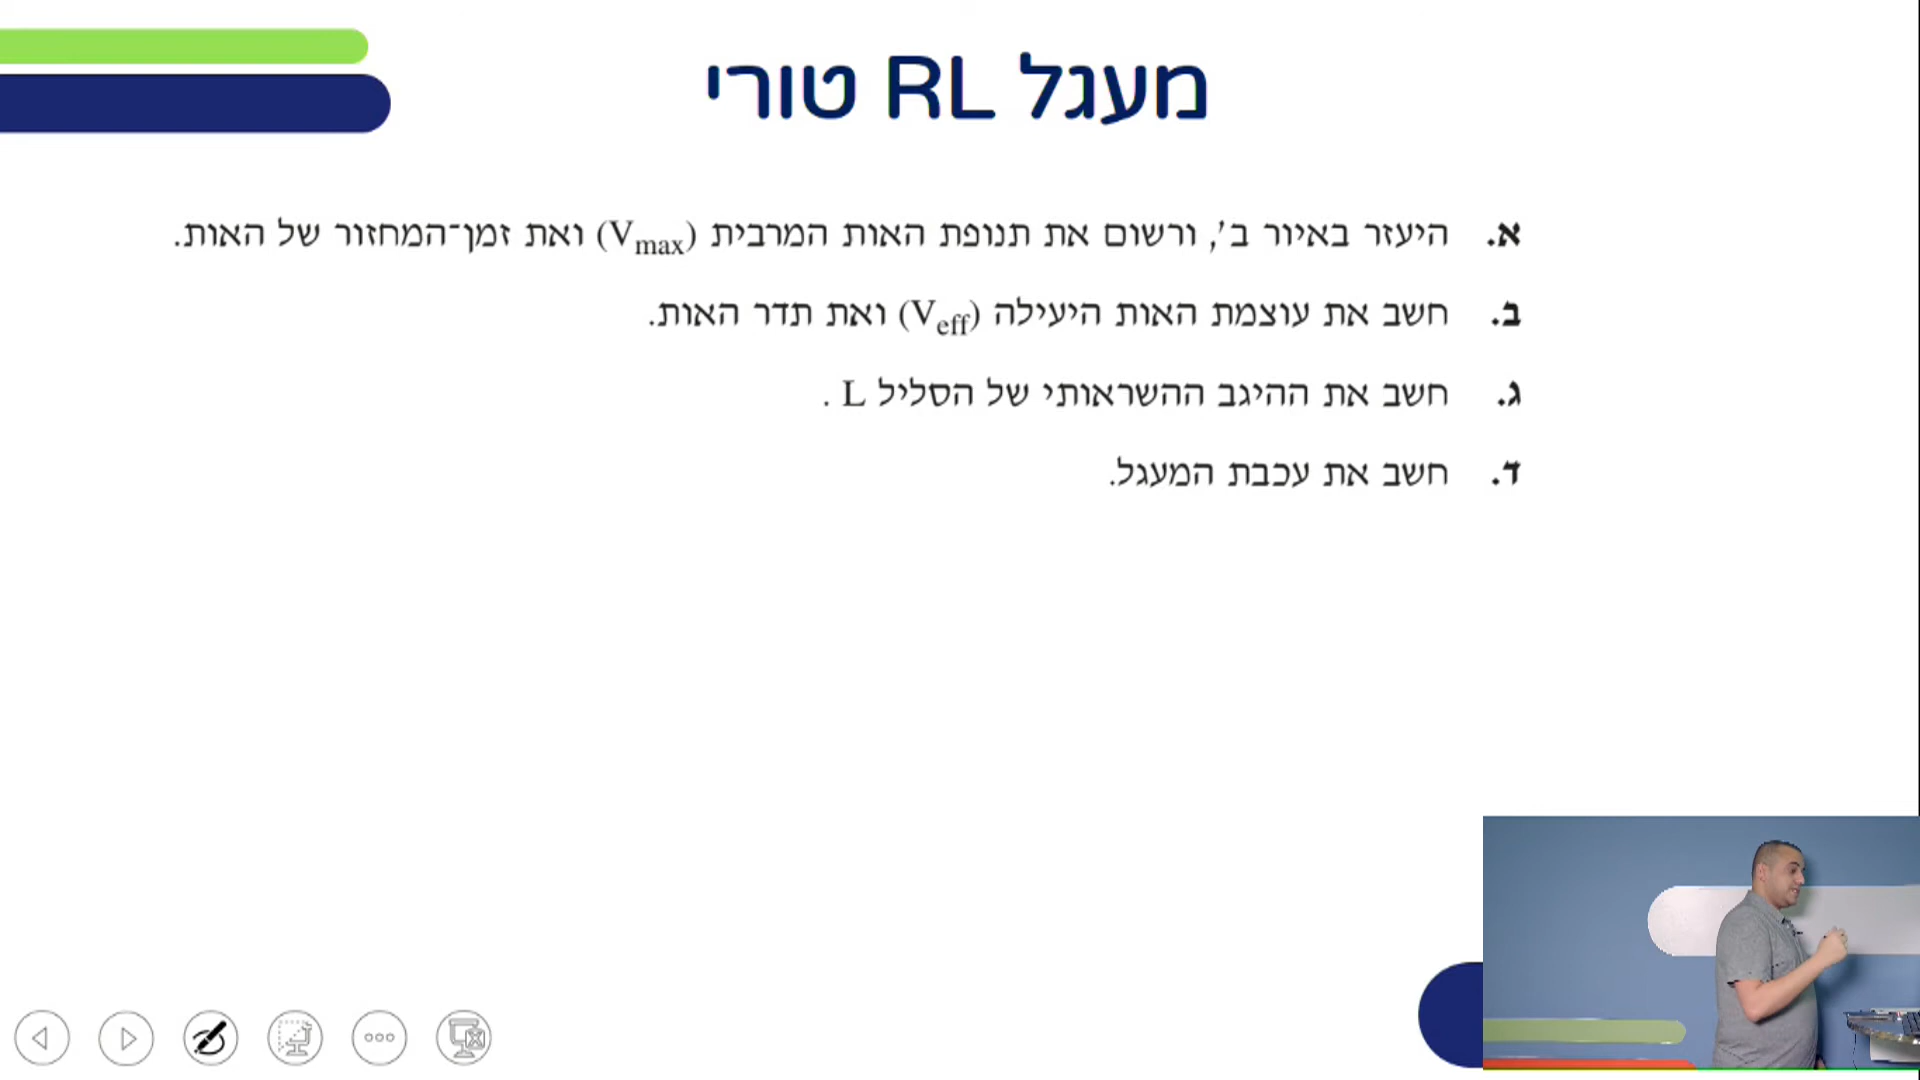 מעגל RL טורי
א. היעזר באיור ב', ורשום את תנופת האות המרבית (Vmax) ואת זמן־המחזור של האות.
ב. חשב את עוצמת האות היעילה (Veff) ואת תדר האות.
ג. חשב את ההיגב ההשראותי של הסליל L .
ד. חשב את עכבת המעגל.